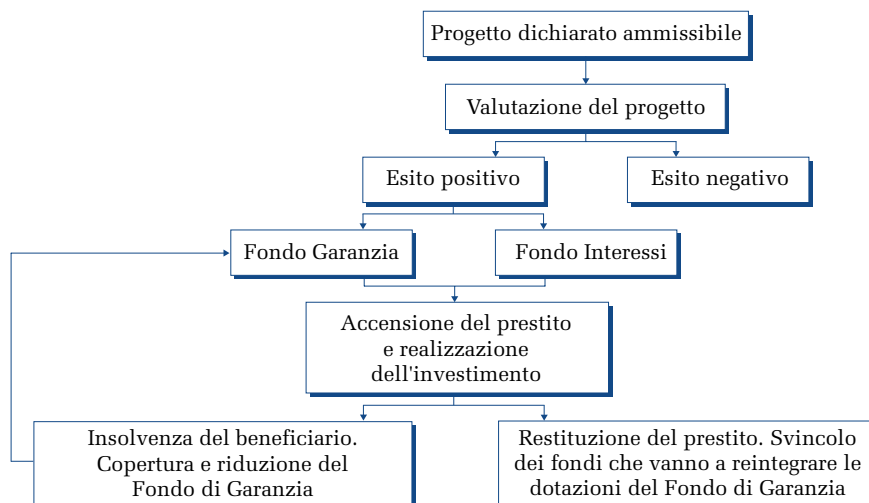 Progetto dichiarato ammissibile
Valutazione del progetto
Esito positivo
Esito negativo
Fondo Garanzia
Fondo Interessi
Accensione del prestito
e realizzazione
dell'investimento
Insolvenza del beneficiario.
Copertura e riduzione del
Fondo di Garanzia
Restituzione del prestito. Svincolo
dei fondi che vanno a reintegrare le
dotazioni del Fondo di Garanzia